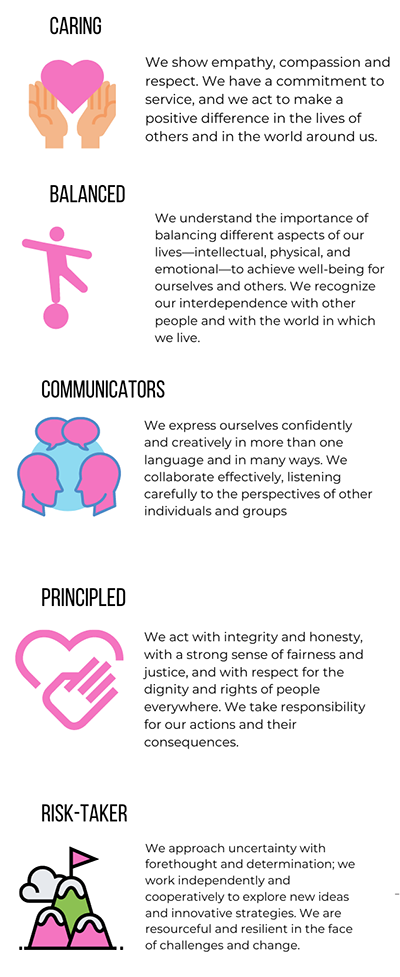 CARING
We show empathy, compassion and
respect. We have a commitment to
service, and we act to make a
positive difference in the lives of
others and in the world around us.
BALANCED
We understand the importance of
balancing different aspects of our
lives—intellectual, physical, and
emotional—to achieve well-being for
ourselves and others. We recognize
our interdependence with other
people and with the world in which
we live.
COMMUNICATORS
We express ourselves confidently
and creatively in more than one
language and in many ways. We
collaborate effectively, listening
carefully to the perspectives of other
individuals and groups
PRINCIPLED
We act with integrity and honesty,
with a strong sense of fairness and
justice, and with respect for the
dignity and rights of people
everywhere. We take responsibility
for our actions and their
consequences.
RISK-TAKER
We approach uncertainty with
forethought and determination; we
work independently and
cooperatively to explore new ideas
and innovative strategies. We are
resourceful and resilient in the face
of challenges and change.